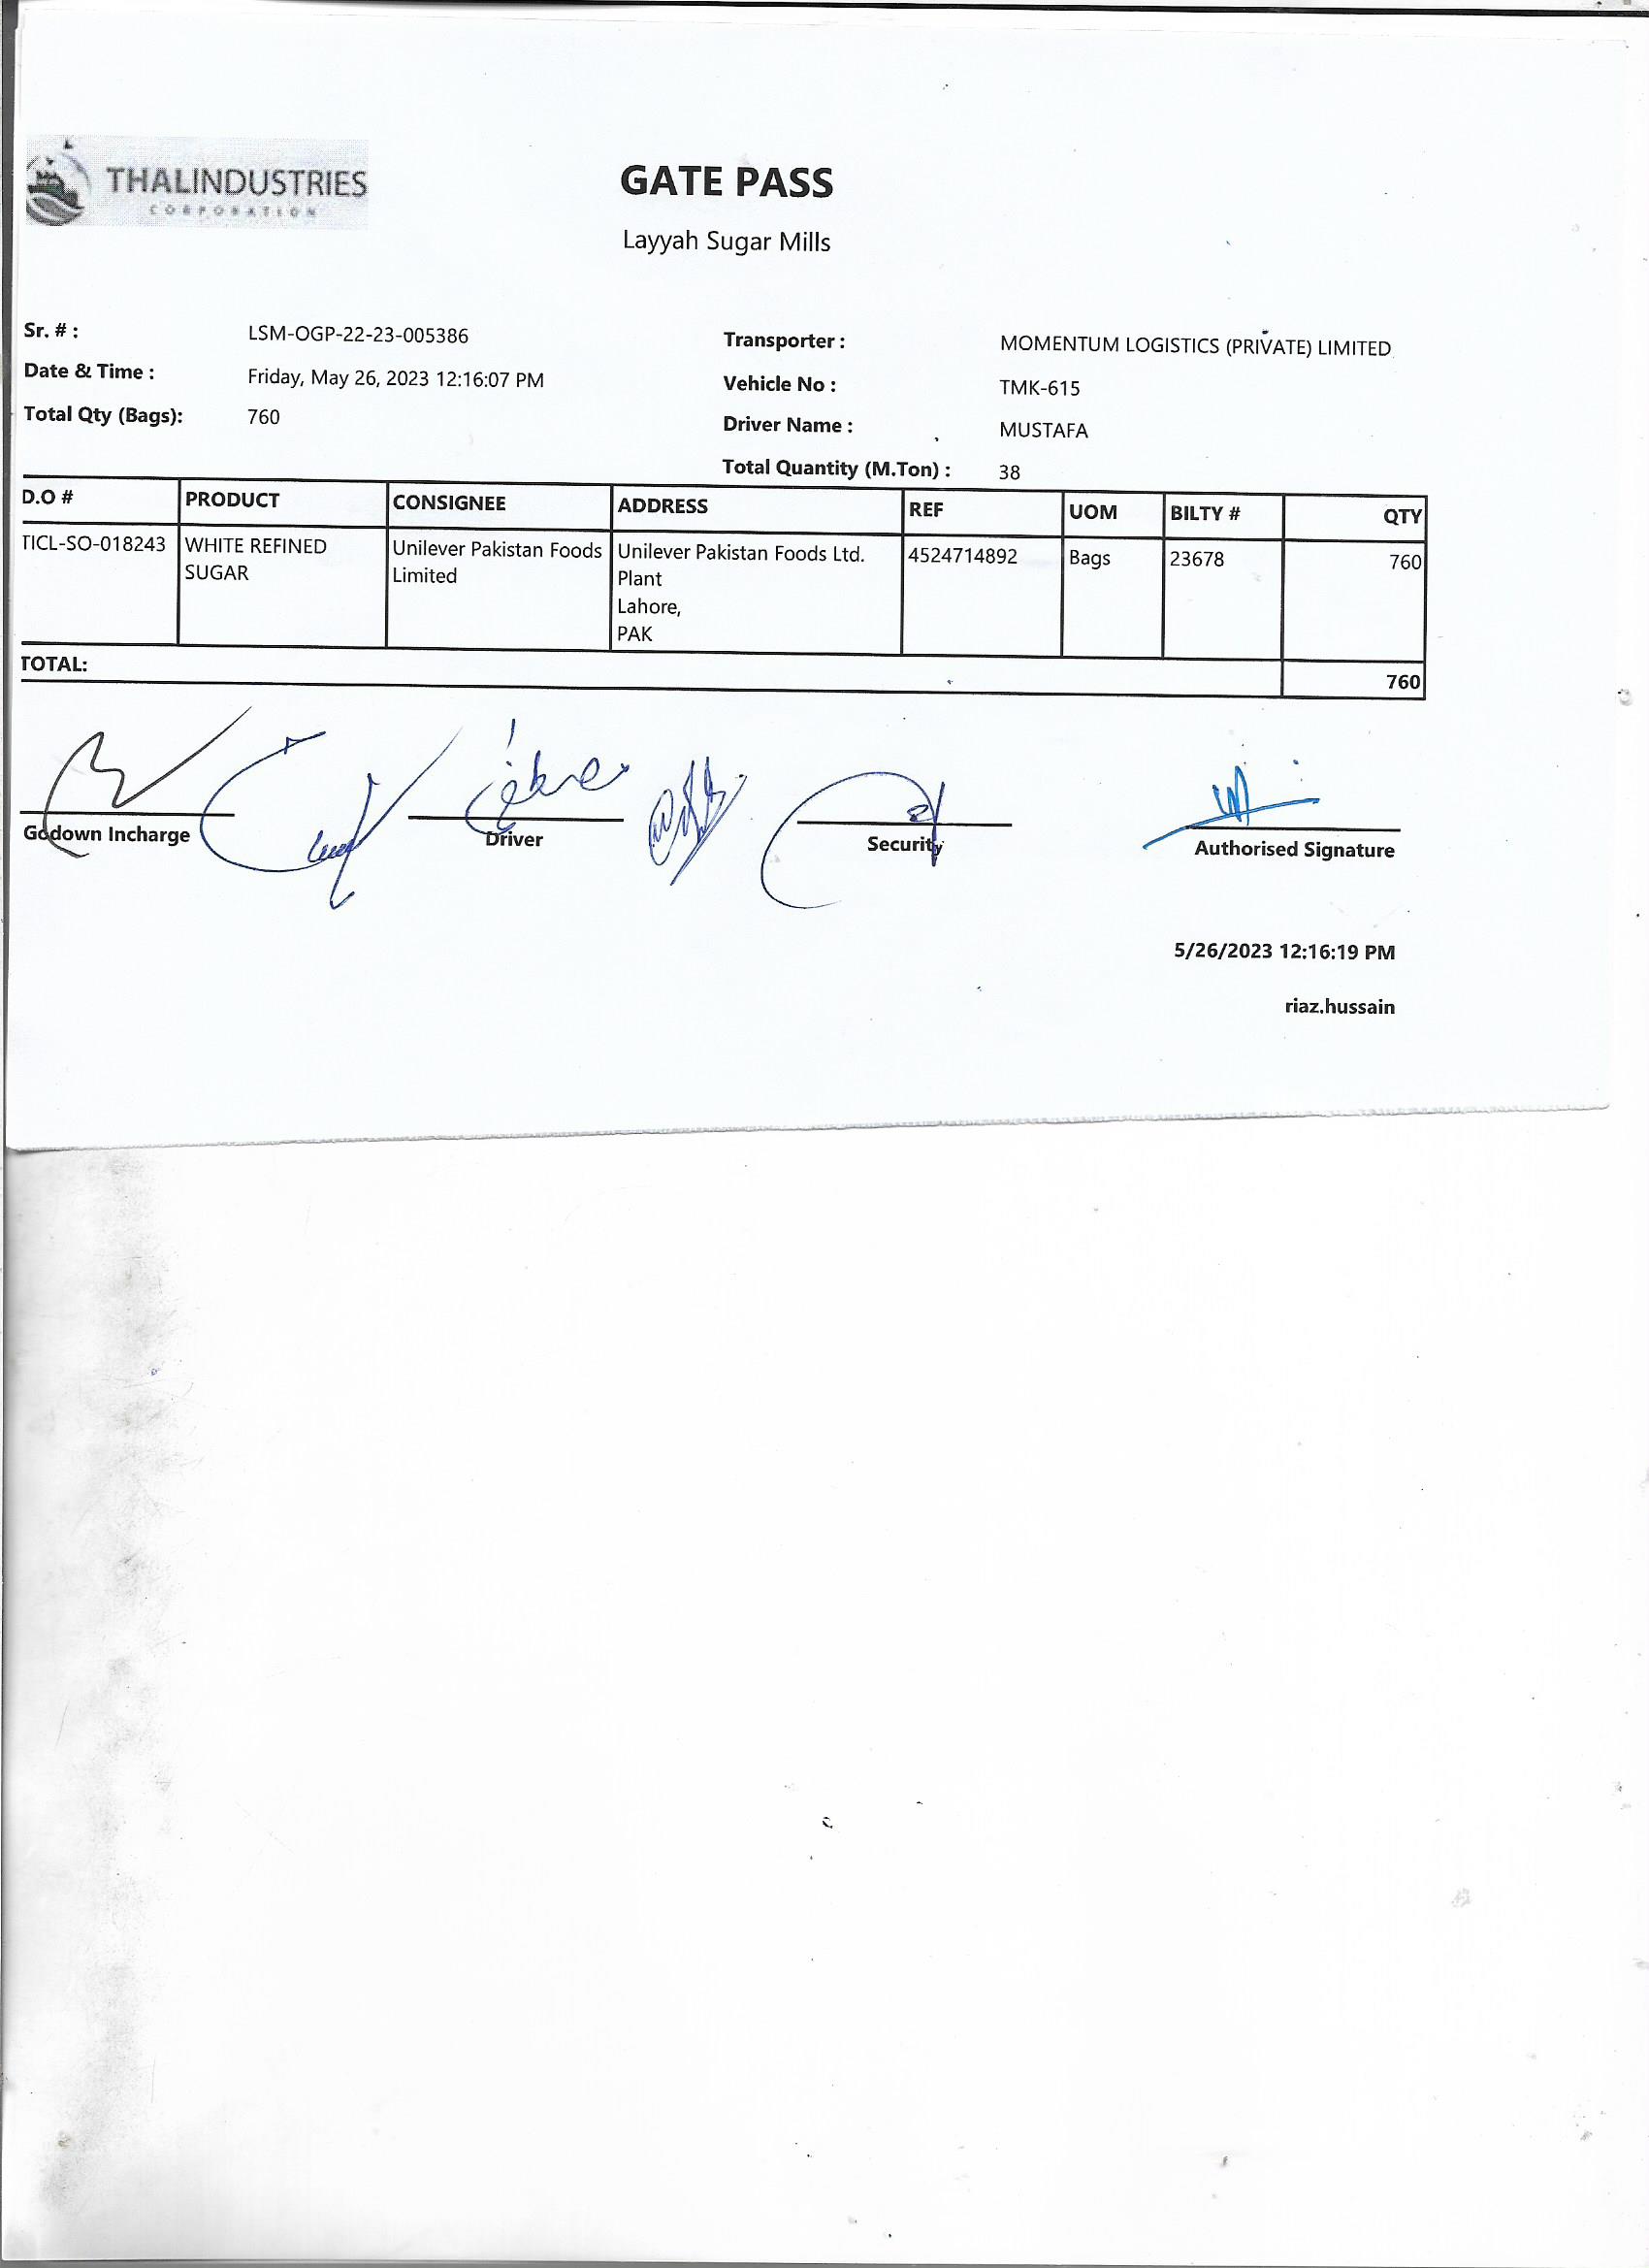 THALINDUSTRIES
CORPORATION
GATE PASS
Layyah Sugar Mills
Sr. # : LSM-OGP-22-23-005386
Date & Time : Friday, May 26, 2023 12:16:07 PM
Total Qty (Bags): 760
Transporter : MOMENTUM LOGISTICS (PRIVATE) LIMITED
Vehicle No : TMK-615
Driver Name : MUSTAFA
Total Quantity (M.Ton) : 38
D.O # PRODUCT CONSIGNEE ADDRESS REF UOM BILTY # QTY
TICL-SO-018243 WHITE REFINED Unilever Pakistan Foods Unilever Pakistan Foods Ltd. 4524714892 Bags 23678 760
SUGAR Limited Plant
Lahore,
PAK
TOTAL: 760
Godown Incharge Driver Security Authorised Signature
5/26/2023 12:16:19 PM
riaz.hussain